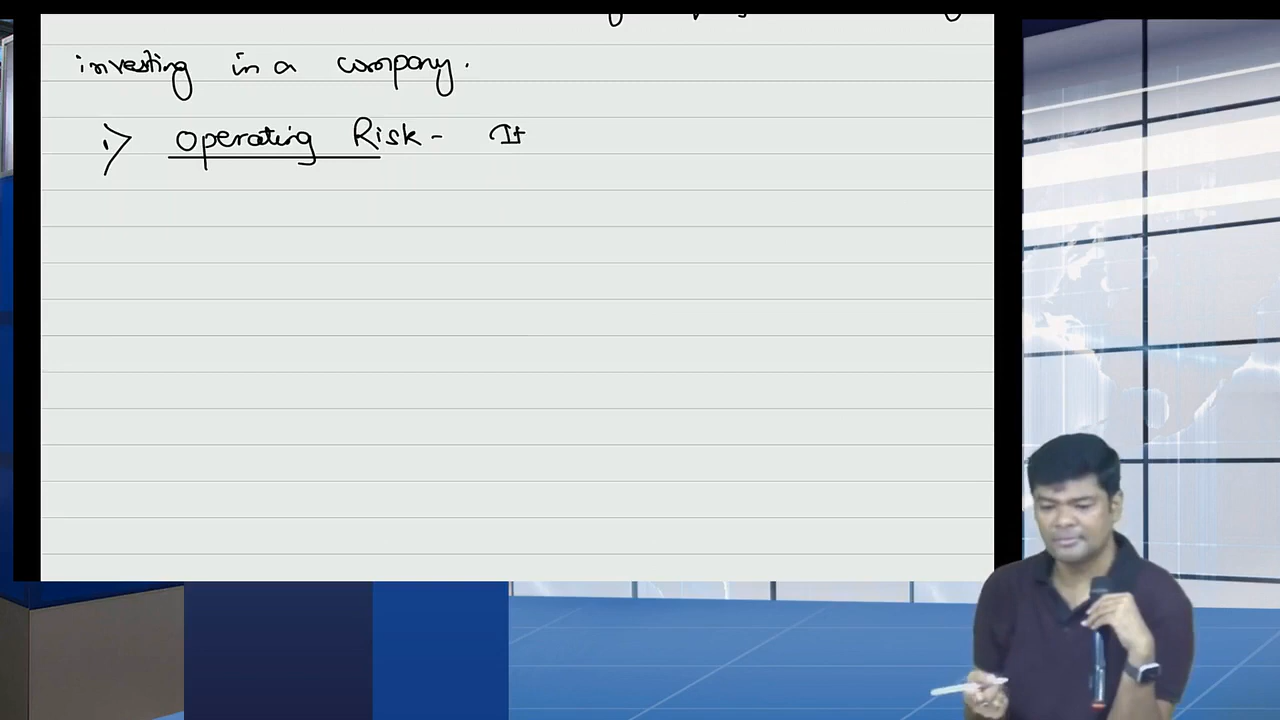 investing in a company.
i> Operating Risk - It